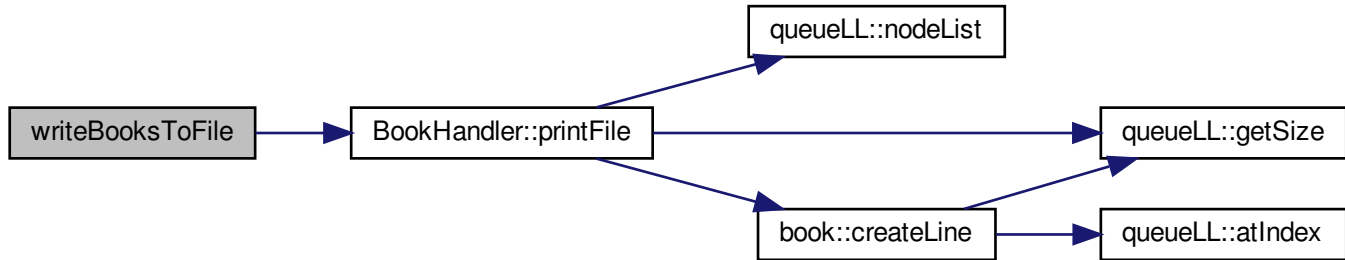 queueLL::nodeList
writeBooksToFile
BookHandler::printFile
queueLL::getSize
book::createLine
queueLL::atIndex